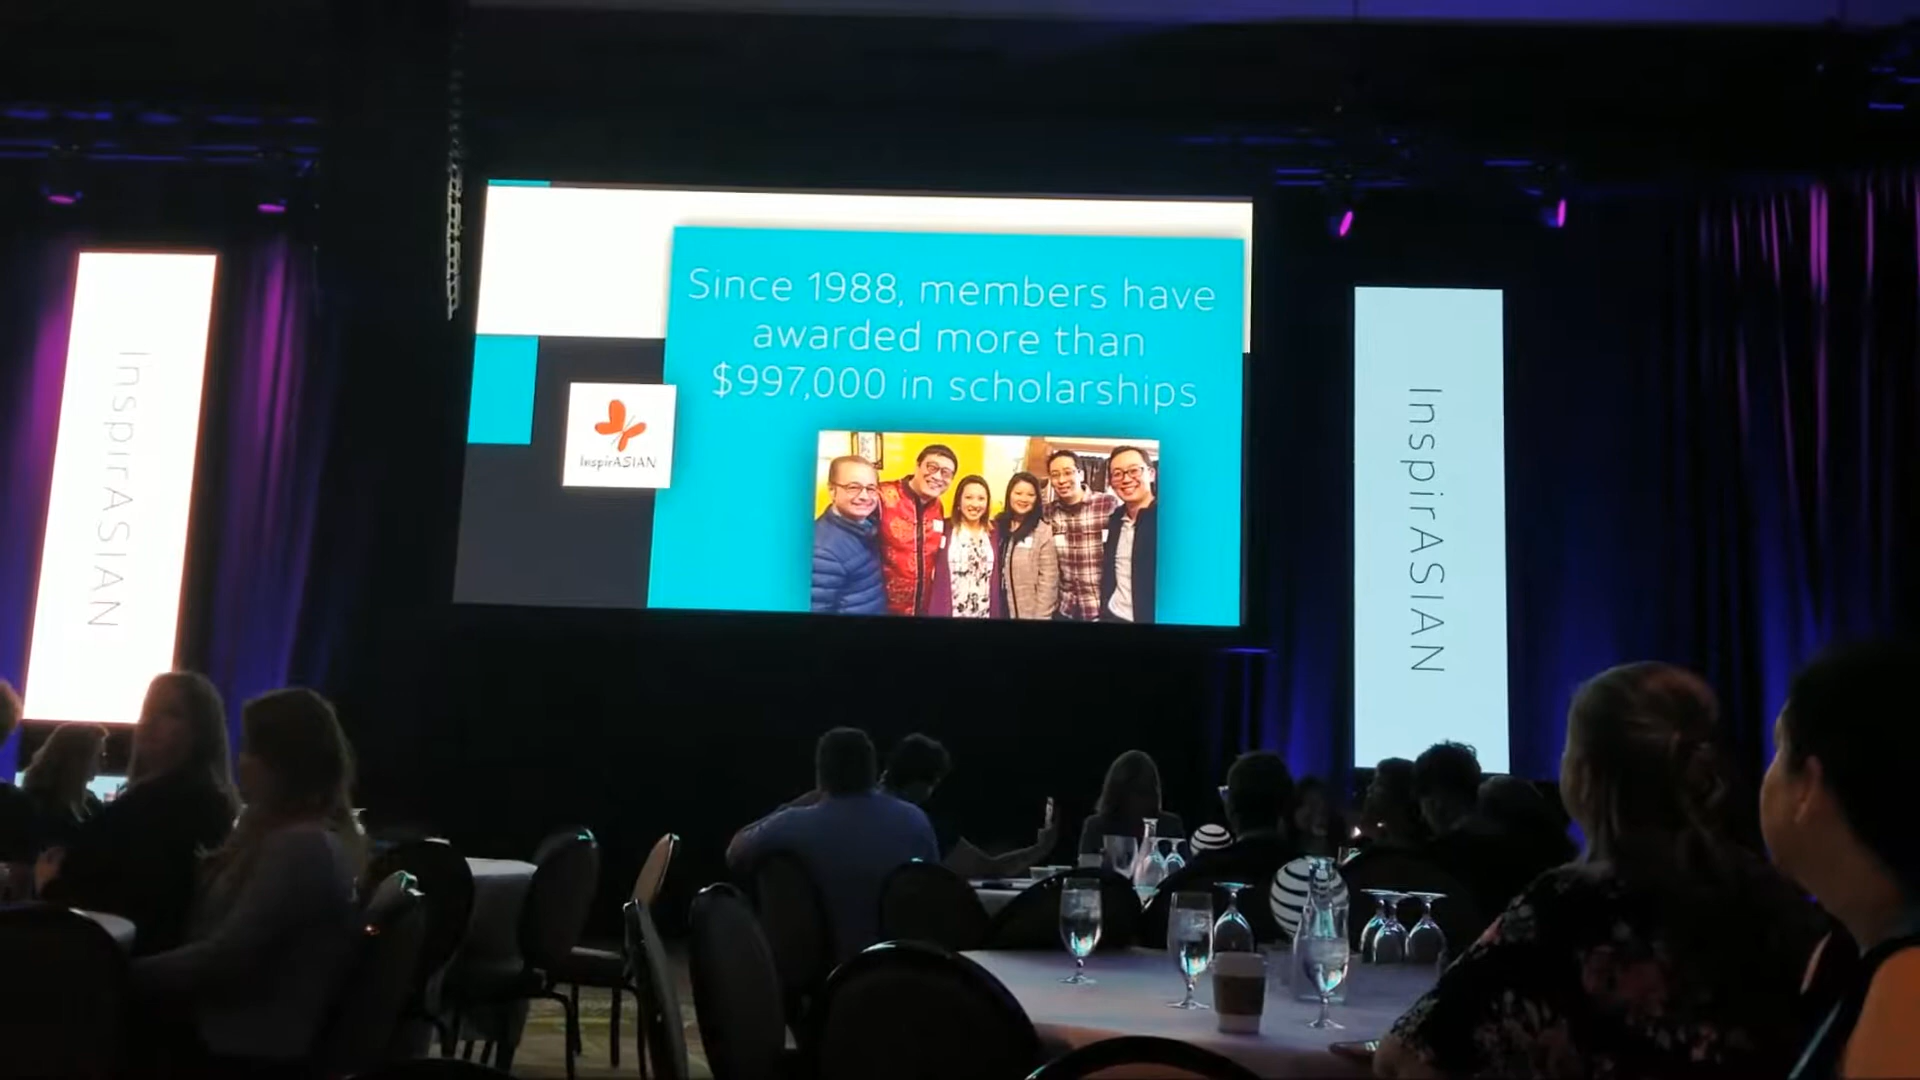 InspirASIAN
Since 1988, members have
awarded more than
$997,000 in scholarships
InspirASIAN
InspirASIAN